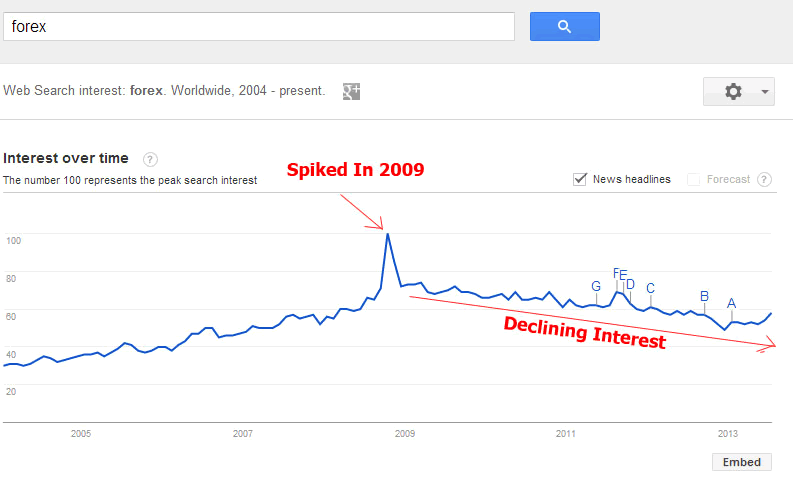 forex
Web Search interest: forex. Worldwide, 2004 - present.
g+
Interest over time ?
Spiked In 2009
The number 100 represents the peak search interest
News headlines Forecast ?
100
80
60
40
20
G F E D C B A
Declining Interest
2005 2007 2009 2011 2013
Embed